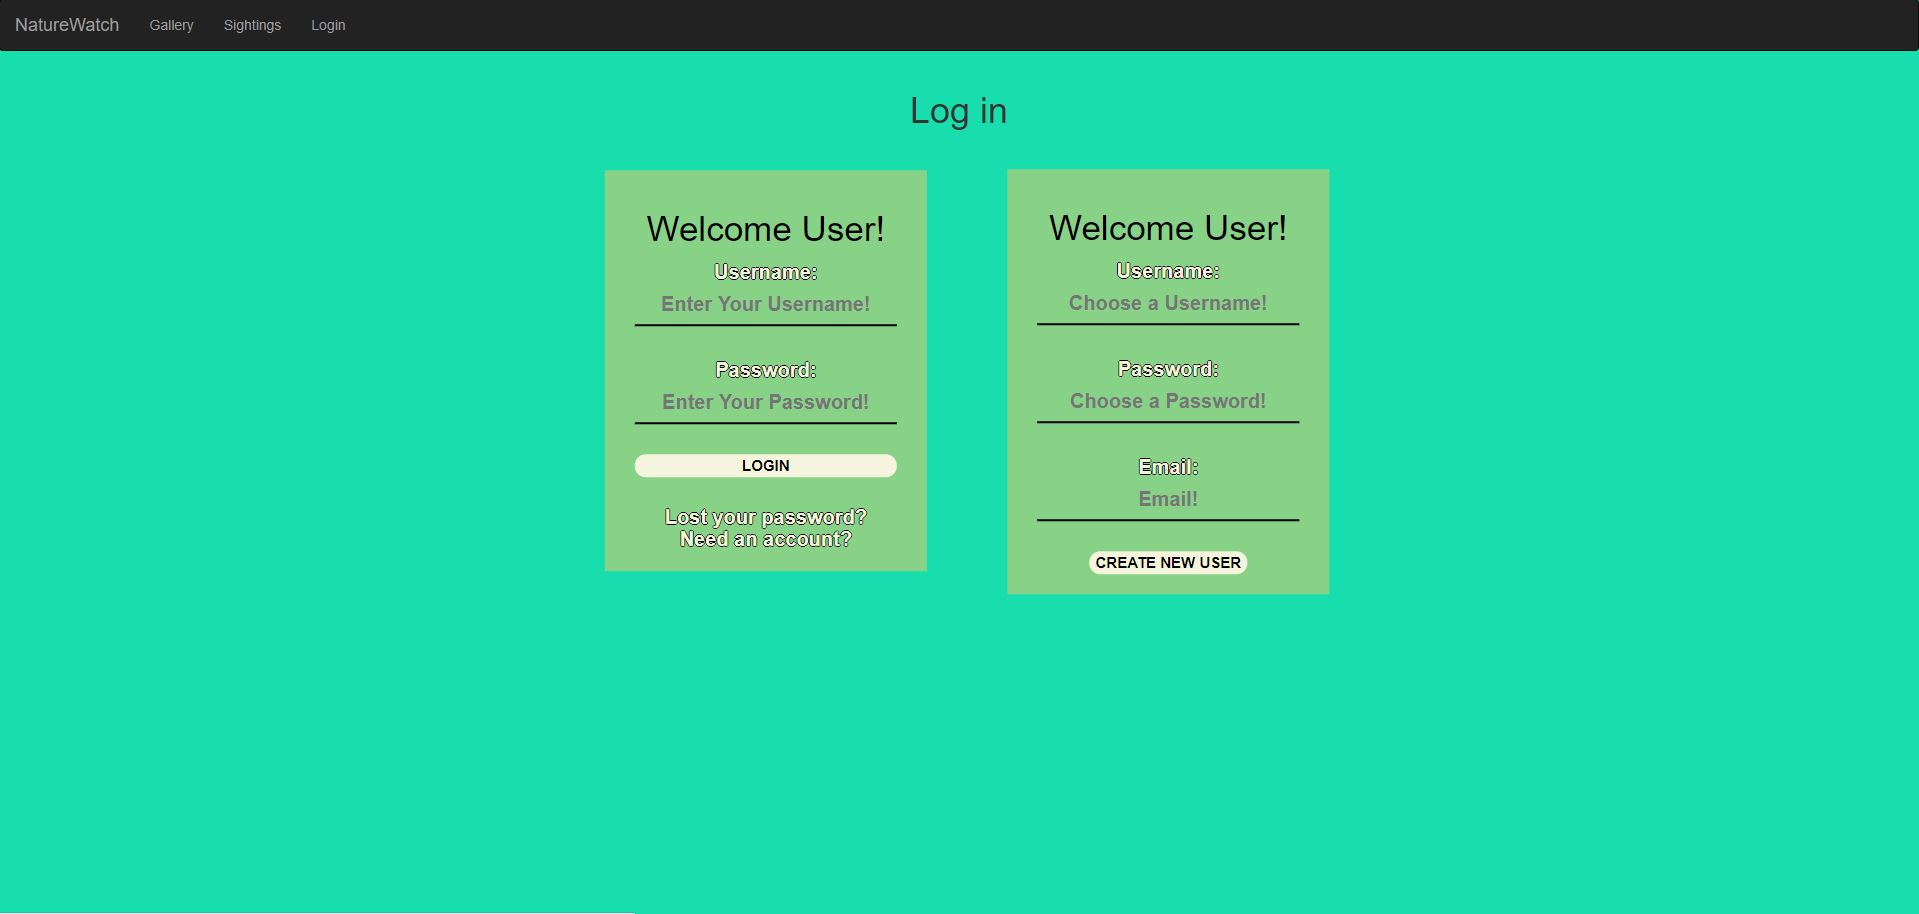 NatureWatch Gallery Sightings Login
Log in
Welcome User!
Username:
Enter Your Username!
Password:
Enter Your Password!
LOGIN
Lost your password?
Need an account?
Welcome User!
Username:
Choose a Username!
Password:
Choose a Password!
Email:
Email!
CREATE NEW USER